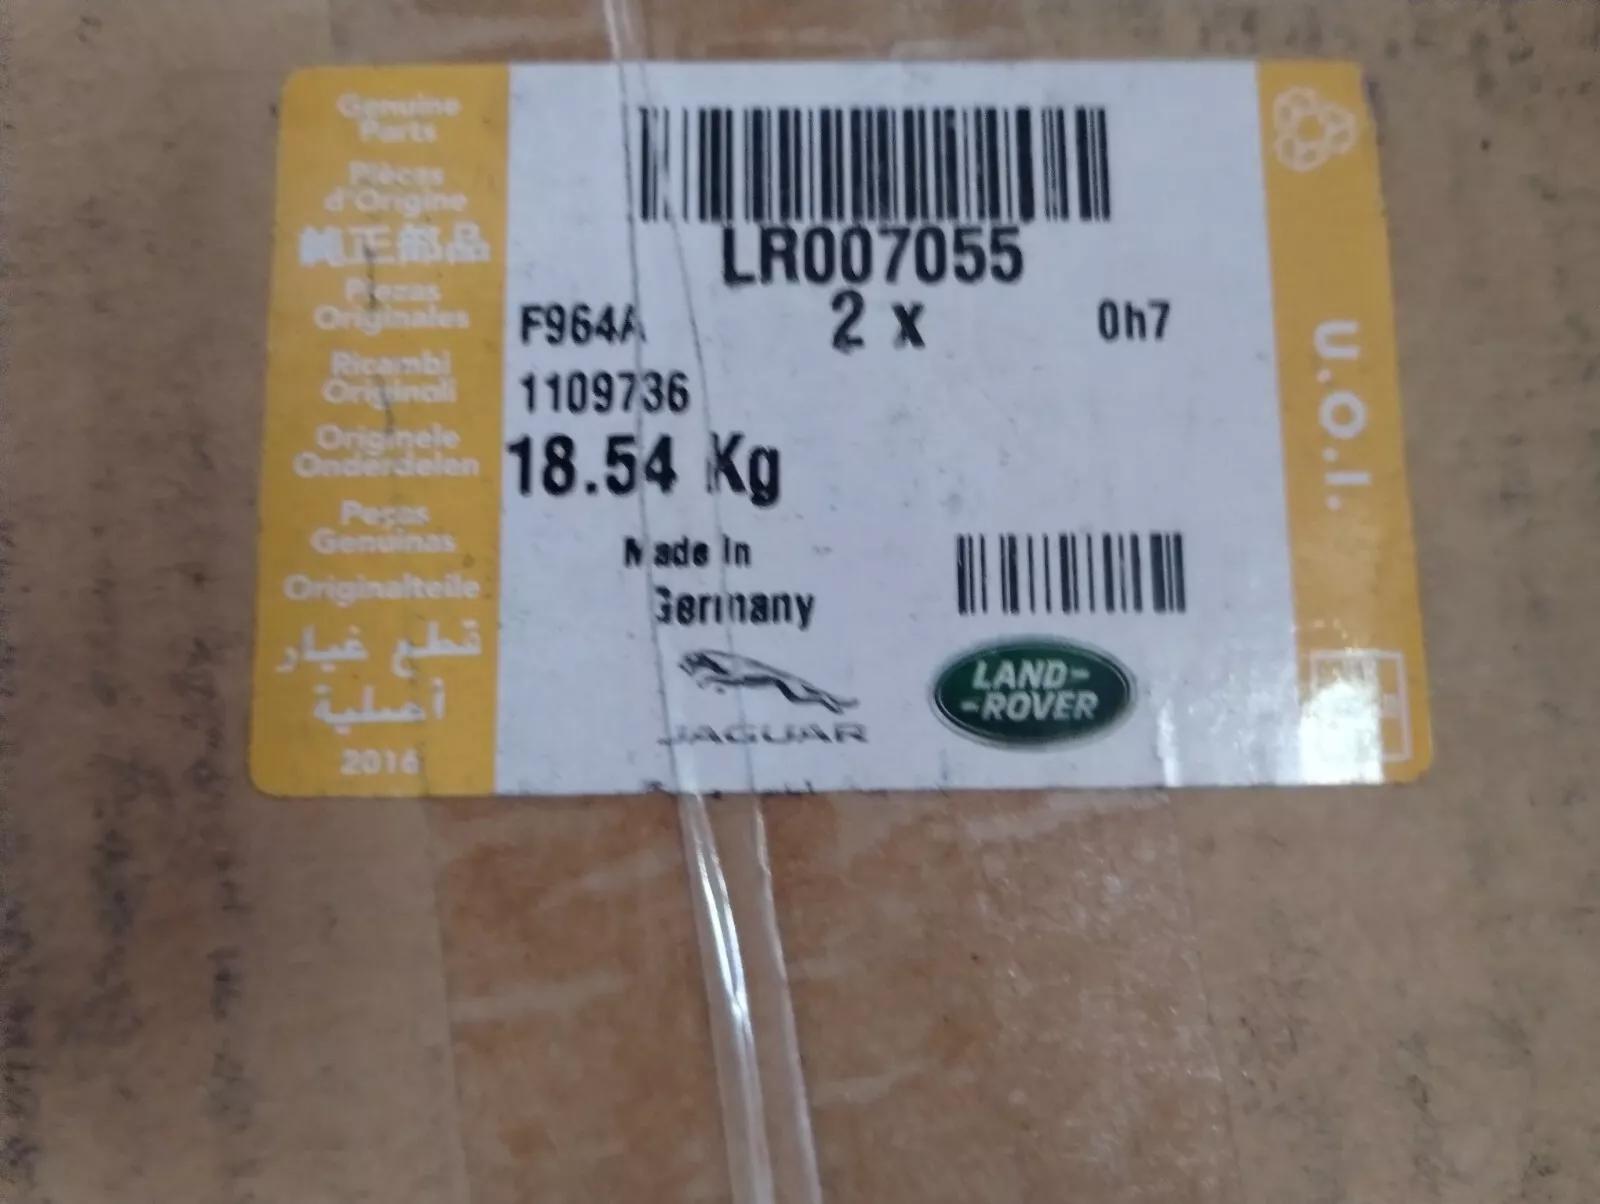 Genuine
Parts
Pièces
d'Origine
純正部品
Piezas
Originales
Ricambi
Originali
Originele
Onderdelen
Peças
Genuinas
Originalteile
قطع غيار
أصلية
2016
LR007055
F964A
2 x
0h7
1109736
18.54 Kg
Made In
Germany
JAGUAR
LAND-
-ROVER
u.o.i.